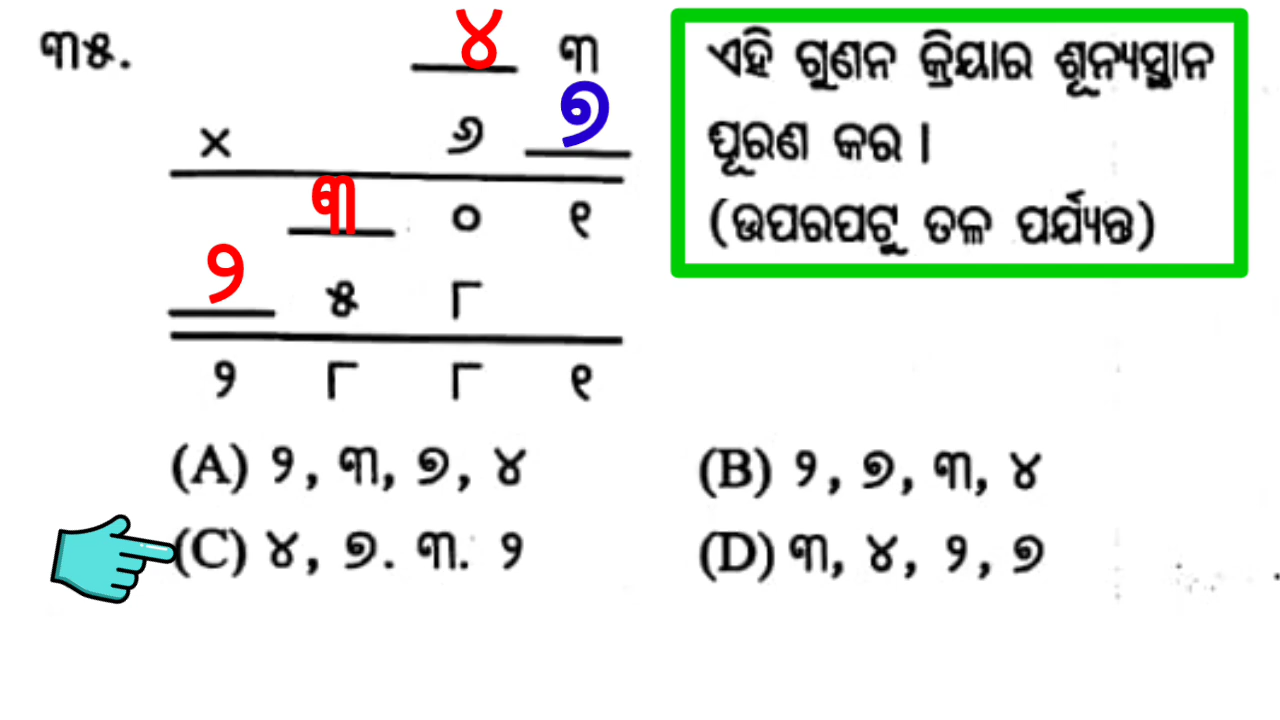 ୩୫.
୪ ୩
× ୬ ୭
୩ ୦ ୧
୨ ୫ ୮
୨ ୮ ୮ ୧
ଏହି ଗୁଣନ କ୍ରିୟାର ଶୂନ୍ୟସ୍ଥାନ
ପୂରଣ କର ।
(ଉପରପଟୁ ତଳ ପର୍ଯ୍ୟନ୍ତ)
(A) ୨, ୩, ୭, ୪
(B) ୨, ୭, ୩, ୪
(C) ୪, ୭. ୩. ୨
(D) ୩, ୪, ୨, ୭